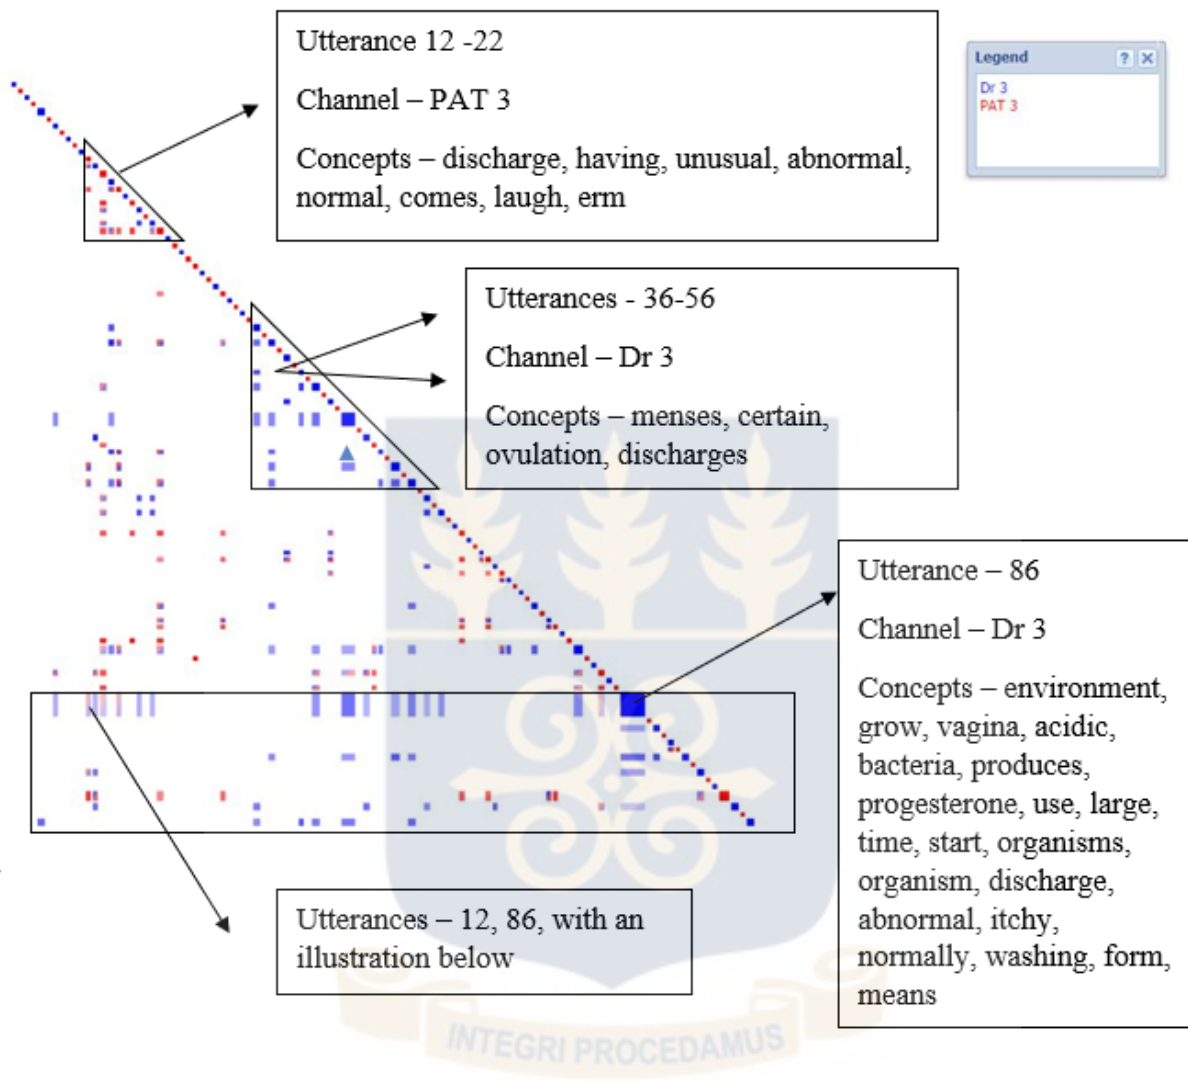 Utterance 12 -22
Channel – PAT 3
Concepts – discharge, having, unusual, abnormal,
normal, comes, laugh, erm
Legend
? X
Dr 3
PAT 3
Utterances - 36-56
Channel – Dr 3
Concepts – menses, certain,
ovulation, discharges
Utterance – 86
Channel – Dr 3
Concepts – environment,
grow, vagina, acidic,
bacteria, produces,
progesterone, use, large,
time, start, organisms,
organism, discharge,
abnormal, itchy,
normally, washing, form,
means
Utterances – 12, 86, with an
illustration below
INTEGRI PROCEDAMUS